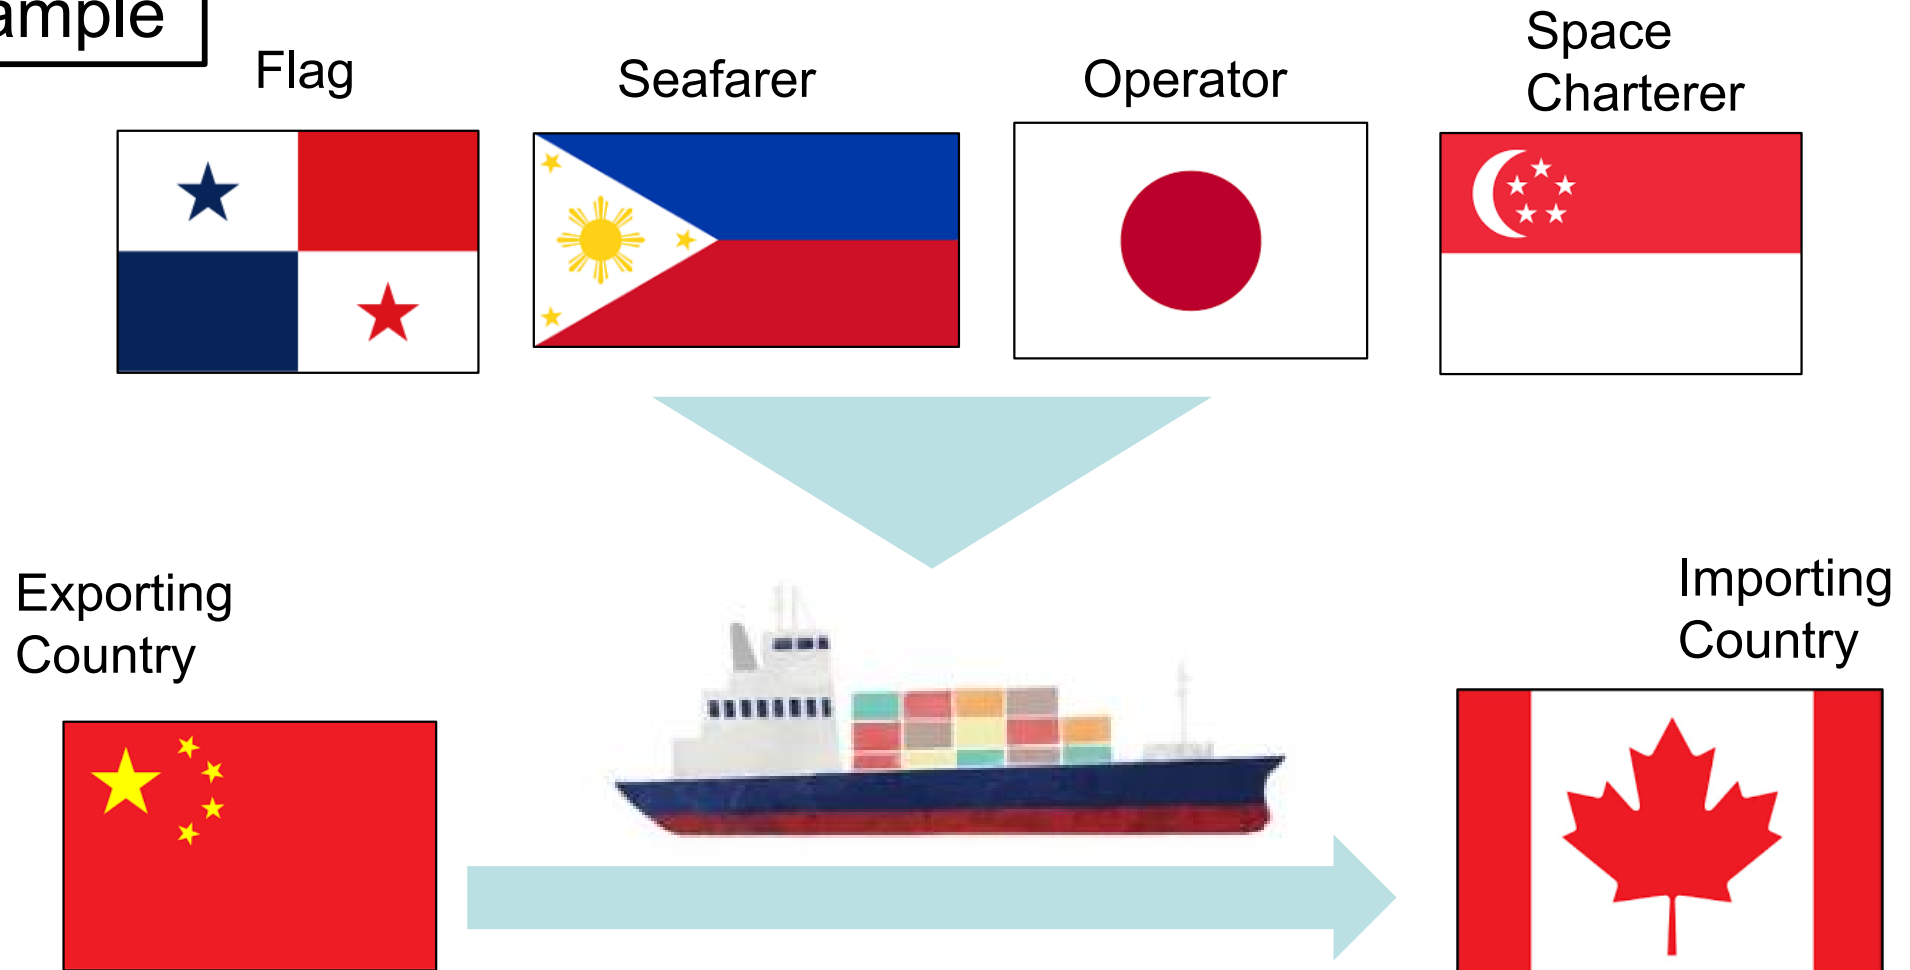 ample
Flag
Seafarer
Operator
Space
Charterer
Exporting
Country
Importing
Country